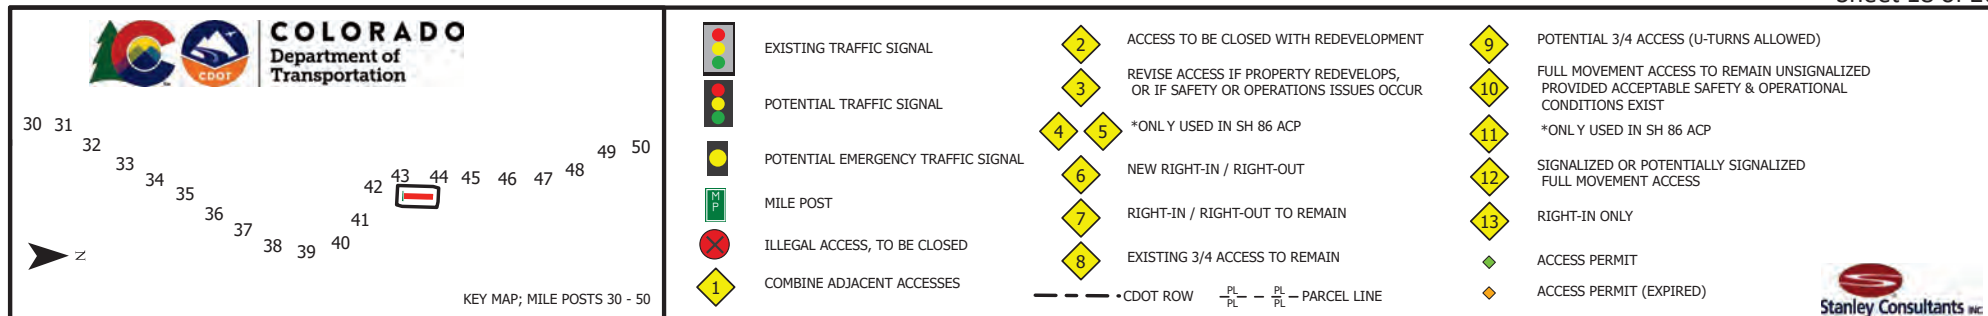 COLORADO
Department of
Transportation
CDOT
30 31 32 33 34 35 36 37 38 39 40 41 42 43 44 45 46 47 48 49 50
N
KEY MAP; MILE POSTS 30 - 50
EXISTING TRAFFIC SIGNAL
POTENTIAL TRAFFIC SIGNAL
POTENTIAL EMERGENCY TRAFFIC SIGNAL
M
P
MILE POST
ILLEGAL ACCESS, TO BE CLOSED
1 COMBINE ADJACENT ACCESSES
2 ACCESS TO BE CLOSED WITH REDEVELOPMENT
3 REVISE ACCESS IF PROPERTY REDEVELOPS,
OR IF SAFETY OR OPERATIONS ISSUES OCCUR
4 5 *ONLY USED IN SH 86 ACP
6 NEW RIGHT-IN / RIGHT-OUT
7 RIGHT-IN / RIGHT-OUT TO REMAIN
8 EXISTING 3/4 ACCESS TO REMAIN
CDOT ROW
PL PL
PL PL
PARCEL LINE
9 POTENTIAL 3/4 ACCESS (U-TURNS ALLOWED)
10 FULL MOVEMENT ACCESS TO REMAIN UNSIGNALIZED
PROVIDED ACCEPTABLE SAFETY & OPERATIONAL
CONDITIONS EXIST
11 *ONLY USED IN SH 86 ACP
12 SIGNALIZED OR POTENTIALLY SIGNALIZED
FULL MOVEMENT ACCESS
13 RIGHT-IN ONLY
ACCESS PERMIT
ACCESS PERMIT (EXPIRED)
Stanley Consultants INC